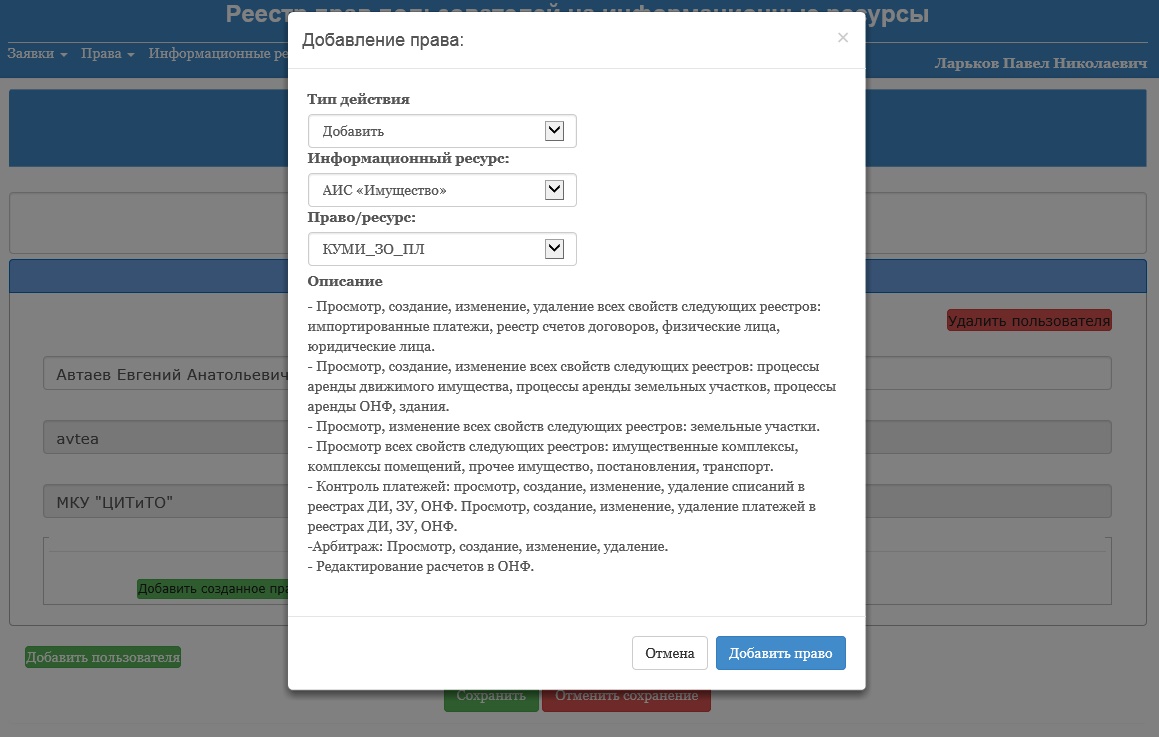 Реестр прав пользователей на информационные ресурсы
Добавление права:
×
Заявки Права Информационные ре
Ларьков Павел Николаевич
Тип действия
Добавить
Информационный ресурс:
АИС «Имущество»
Право/ресурс:
КУМИ_ЗО_ПЛ
Описание
- Просмотр, создание, изменение, удаление всех свойств следующих реестров:
импортированные платежи, реестр счетов договоров, физические лица,
юридические лица.
- Просмотр, создание, изменение всех свойств следующих реестров: процессы
аренды движимого имущества, процессы аренды земельных участков, процессы
аренды ОНФ, здания.
- Просмотр, изменение всех свойств следующих реестров: земельные участки.
- Просмотр всех свойств следующих реестров: имущественные комплексы,
комплексы помещений, прочее имущество, постановления, транспорт.
- Контроль платежей: просмотр, создание, изменение, удаление списаний в
реестрах ДИ, ЗУ, ОНФ. Просмотр, создание, изменение, удаление платежей в
реестрах ДИ, ЗУ, ОНФ.
-Арбитраж: Просмотр, создание, изменение, удаление.
- Редактирование расчетов в ОНФ.
Удалить пользователя
Автаев Евгений Анатольевич
avtea
МКУ "ЦИТиТО"
Добавить созданное пра
Отмена
Добавить право
Добавить пользователя
Сохранить
Отменить сохранение